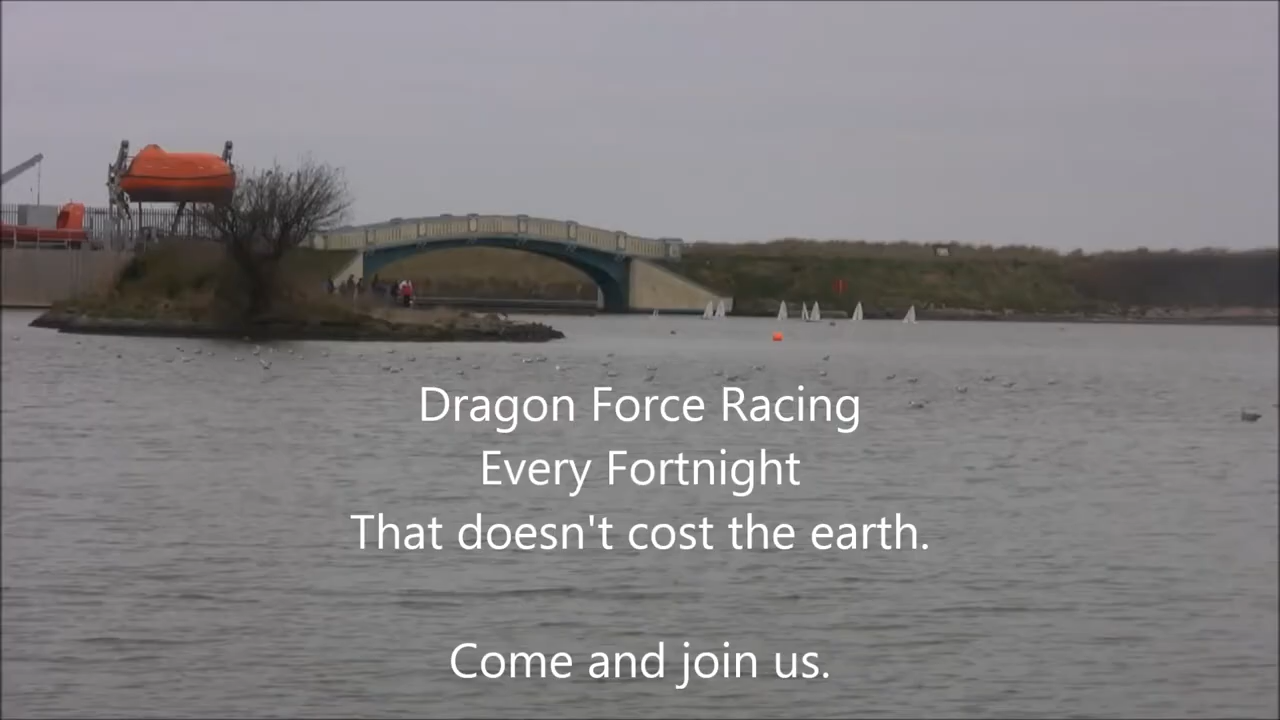 Dragon Force Racing
Every Fortnight
That doesn't cost the earth.
Come and join us.